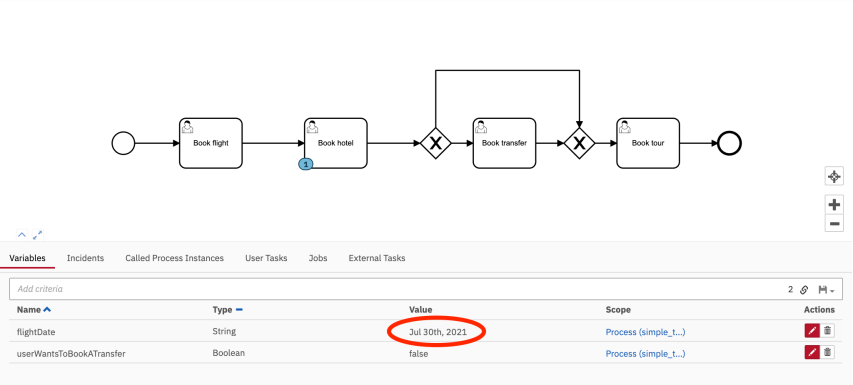 Book flight
Book hotel
X
Book transfer
X
Book tour
1
Variables Incidents Called Process Instances User Tasks Jobs External Tasks
Add criteria 2
Name Type Value Scope Actions
flightDate String Jul 30th, 2021 Process (simple_t...)
userWantsToBookATransfer Boolean false Process (simple_t...)